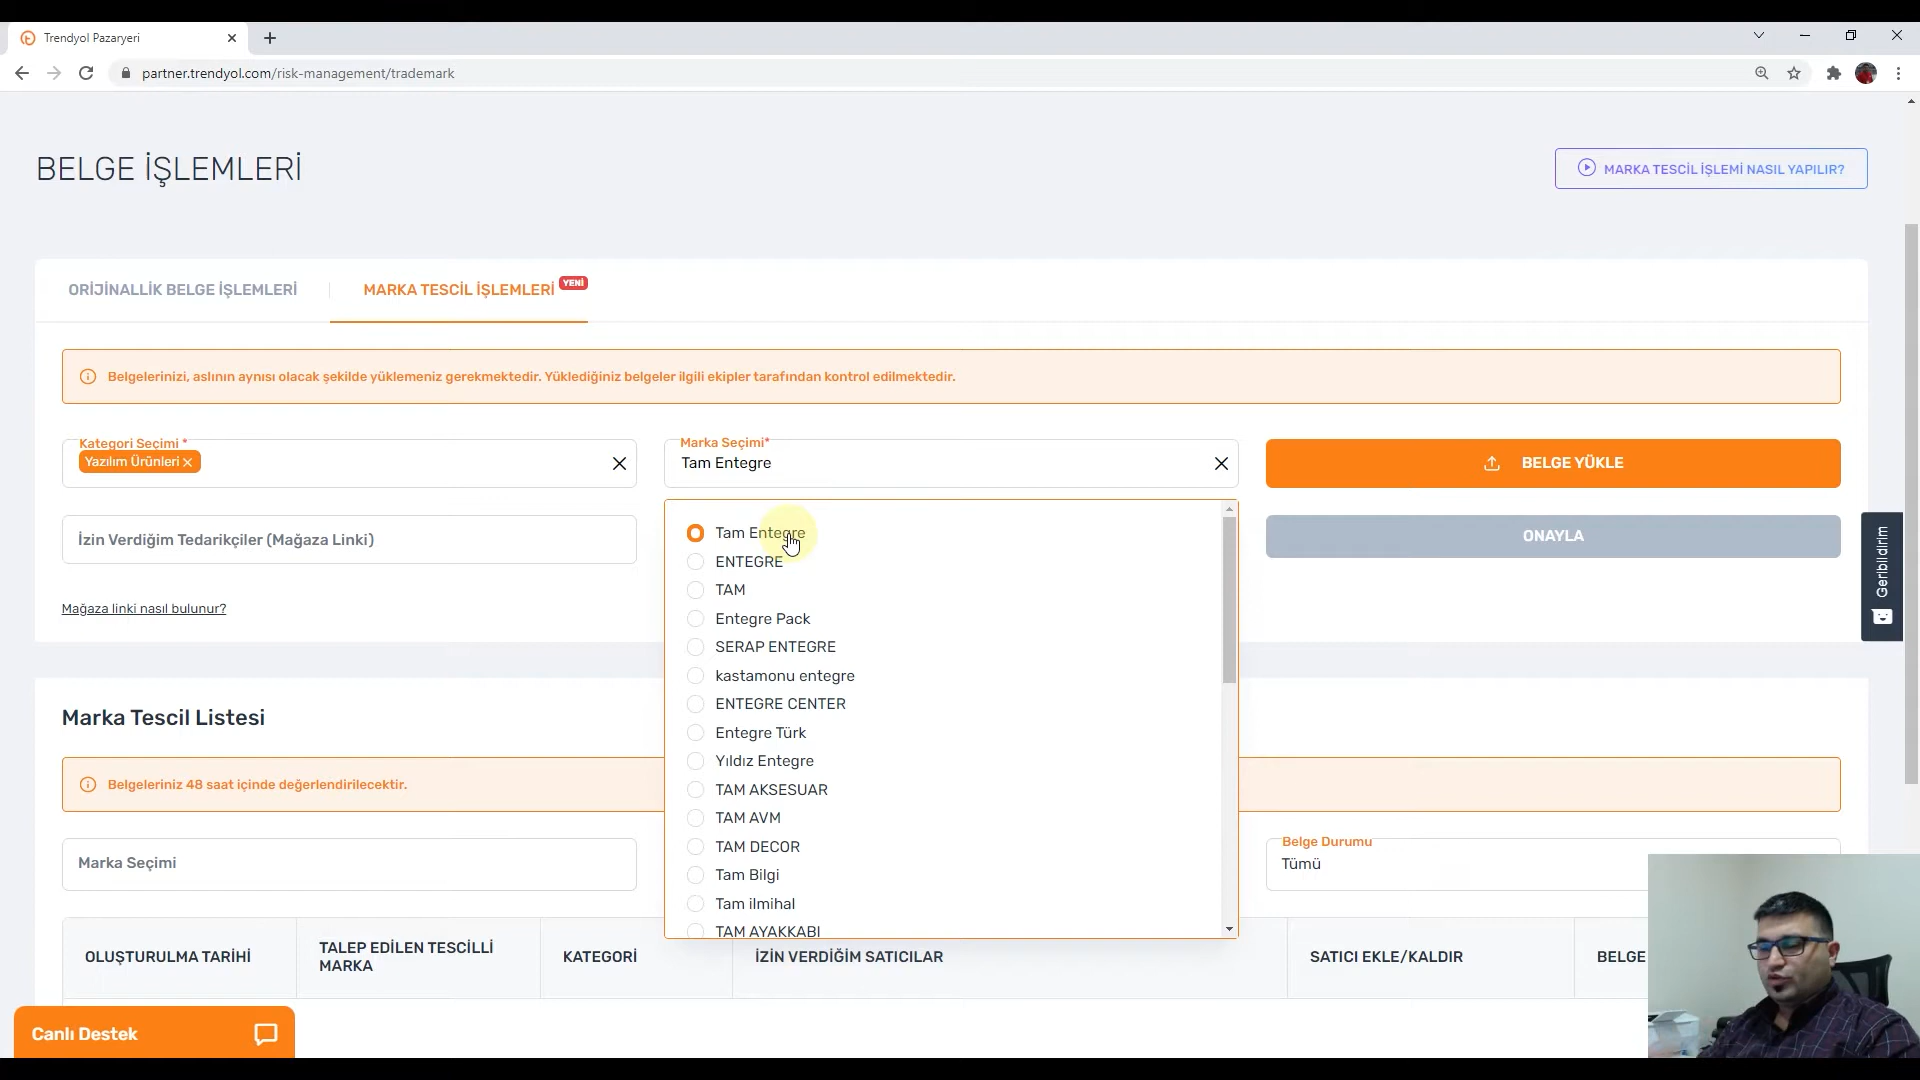 Trendyol Pazaryeri
partner.trendyol.com/risk-management/trademark
BELGE İŞLEMLERİ
MARKA TESCİL İŞLEMİ NASIL YAPILIR?
ORİJİNALLİK BELGE İŞLEMLERİ
MARKA TESCİL İŞLEMLERİ
YENİ
Belgelerinizi, aslının aynısı olacak şekilde yüklemeniz gerekmektedir. Yüklediğiniz belgeler ilgili ekipler tarafından kontrol edilmektedir.
Kategori Seçimi *
Yazılım Ürünleri
Marka Seçimi*
Tam Entegre
BELGE YÜKLE
İzin Verdiğim Tedarikçiler (Mağaza Linki)
ONAYLA
Mağaza linki nasıl bulunur?
Tam Entegre
ENTEGRE
TAM
Entegre Pack
SERAP ENTEGRE
kastamonu entegre
ENTEGRE CENTER
Entegre Türk
Yıldız Entegre
TAM AKSESUAR
TAM AVM
TAM DECOR
Tam Bilgi
Tam ilmihal
TAM AYAKKABI
Geribildirim
Marka Tescil Listesi
Belgeleriniz 48 saat içinde değerlendirilecektir.
Marka Seçimi
Belge Durumu
Tümü
OLUŞTURULMA TARİHİ
TALEP EDİLEN TESCİLLİ
MARKA
KATEGORİ
İZİN VERDİĞİM SATICILAR
SATICI EKLE/KALDIR
BELGE
Canlı Destek